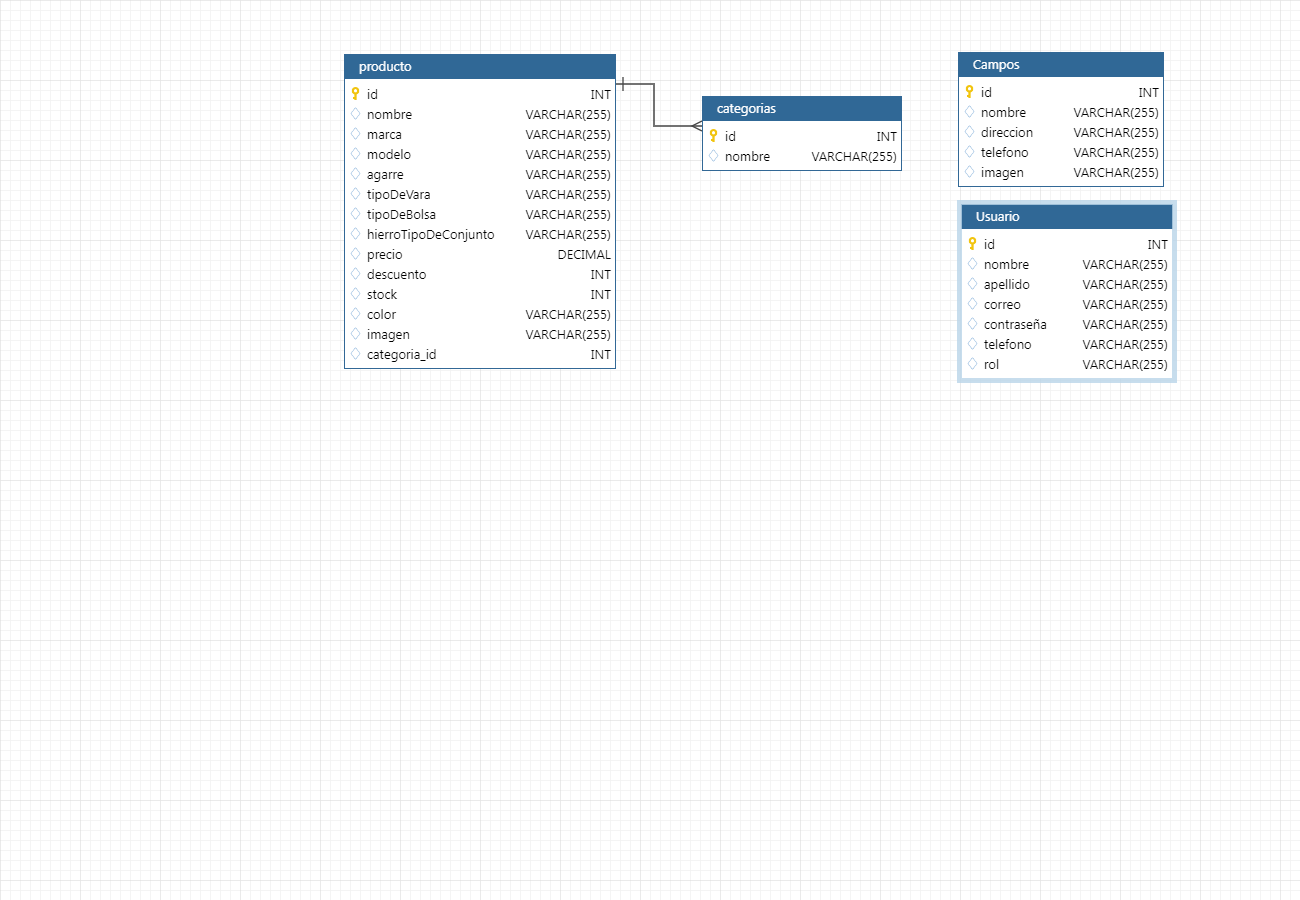 producto
id INT
nombre VARCHAR(255)
marca VARCHAR(255)
modelo VARCHAR(255)
agarre VARCHAR(255)
tipoDeVara VARCHAR(255)
tipoDeBolsa VARCHAR(255)
hierroTipoDeConjunto VARCHAR(255)
precio DECIMAL
descuento INT
stock INT
color VARCHAR(255)
imagen VARCHAR(255)
categoria_id INT
categorias
id INT
nombre VARCHAR(255)
Campos
id INT
nombre VARCHAR(255)
direccion VARCHAR(255)
telefono VARCHAR(255)
imagen VARCHAR(255)
Usuario
id INT
nombre VARCHAR(255)
apellido VARCHAR(255)
correo VARCHAR(255)
contraseña VARCHAR(255)
telefono VARCHAR(255)
rol VARCHAR(255)